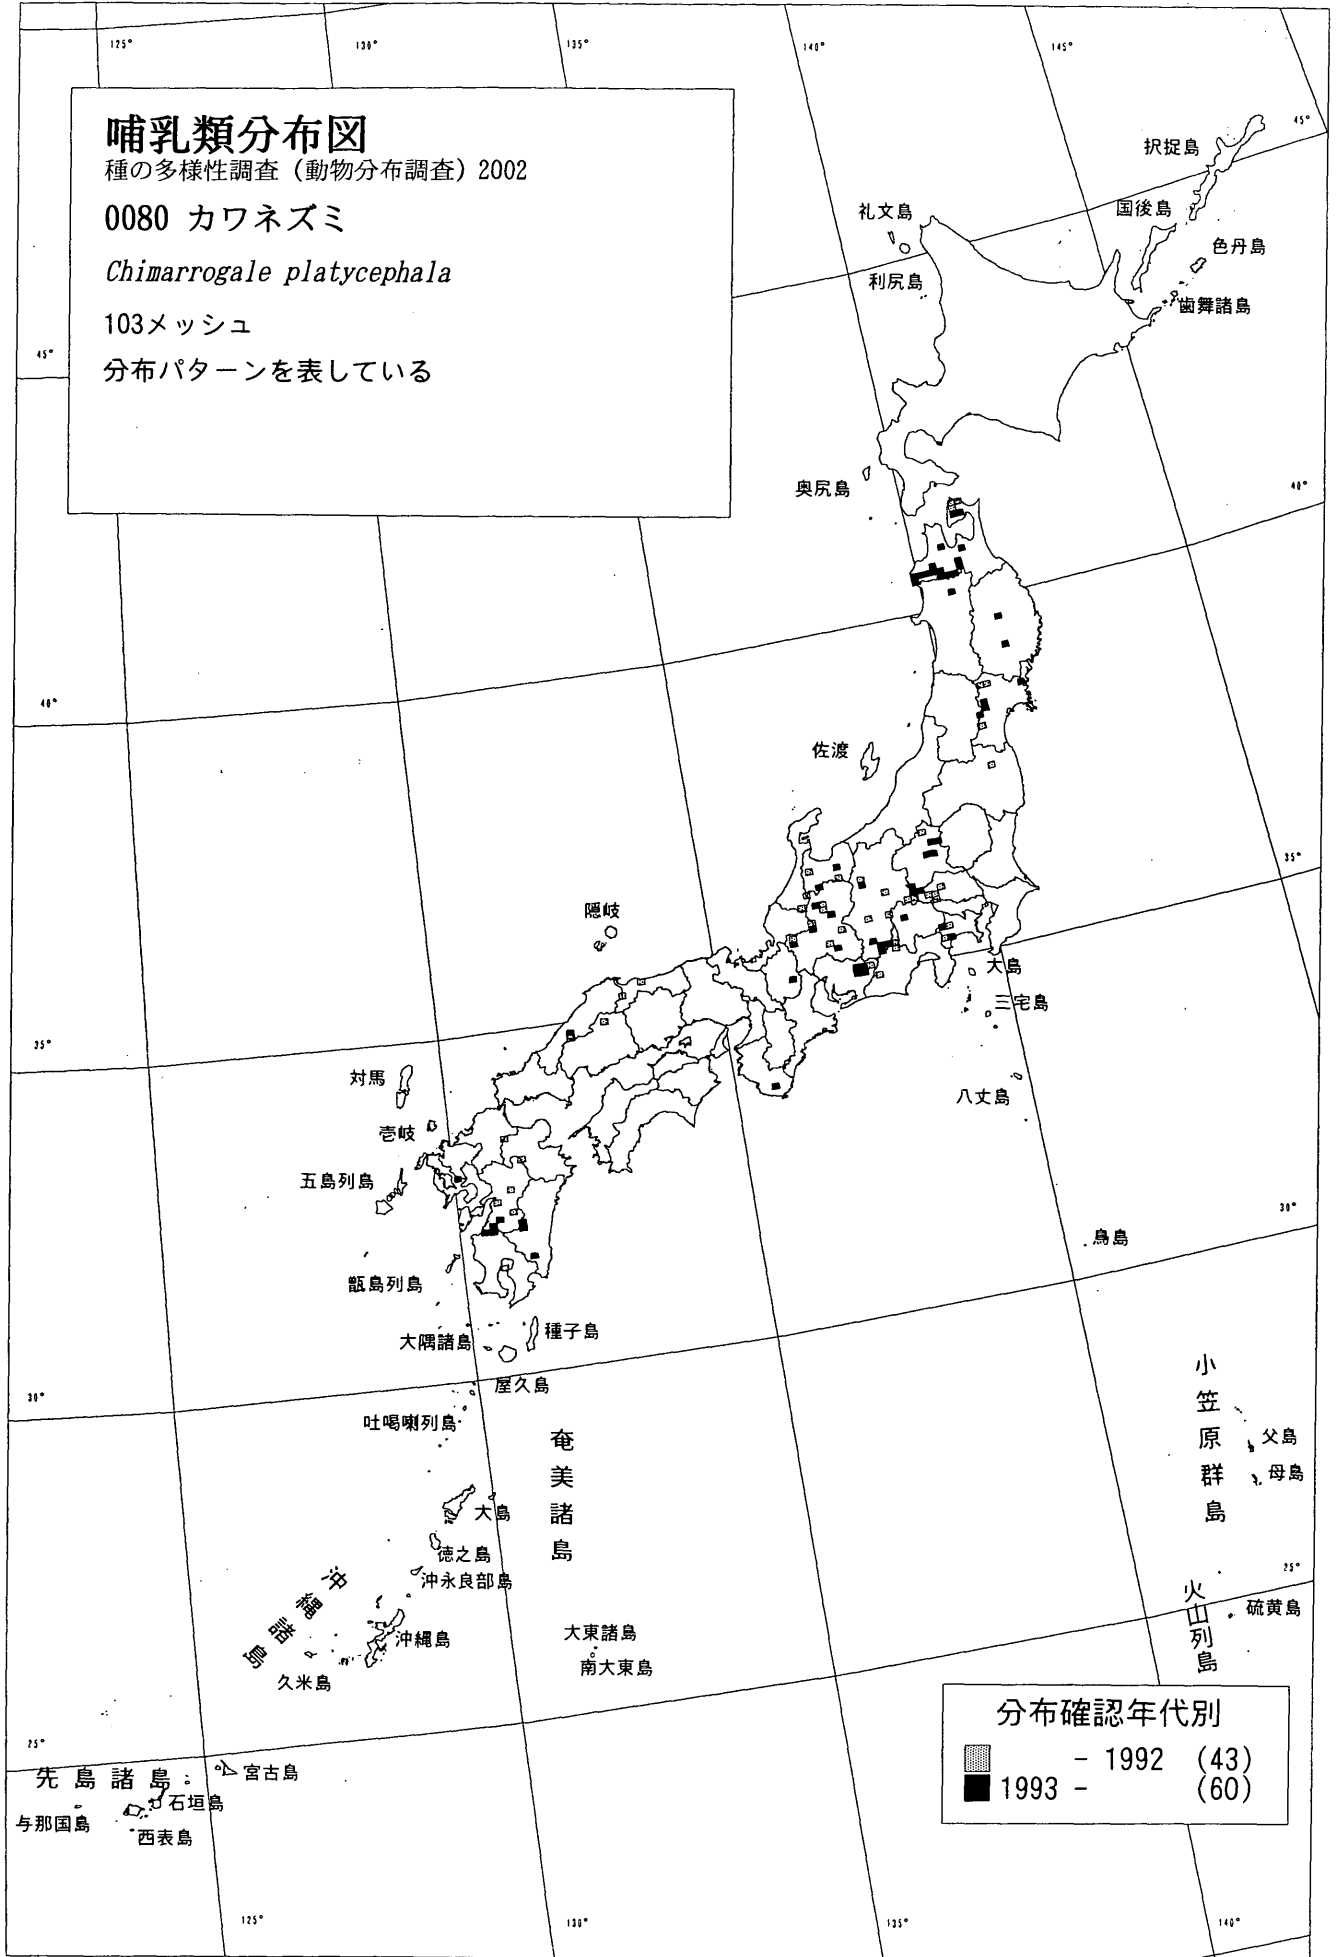 125°
130°
135°
140°
145°
哺乳類分布図
種の多様性調査 (動物分布調査) 2002
0080 カワネズミ
Chimarrogale platycephala
103メッシュ
分布パターンを表している
45°
択捉島
国後島
色丹島
歯舞諸島
礼文島
利尻島
45°
奥尻島
40°
40°
佐渡
35°
隠岐
大島
三宅島
八丈島
35°
対馬
壱岐
五島列島
甑島列島
30°
鳥島
大隅諸島
種子島
屋久島
30°
吐喝喇列島
奄美諸島
大島
徳之島
沖永良部島
小笠原群島
父島
母島
25°
火山列島
硫黄島
沖縄諸島
沖縄島
久米島
大東諸島
南大東島
25°
先島諸島
宮古島
石垣島
与那国島
西表島
分布確認年代別
- 1992 (43)
1993 - (60)
125°
130°
135°
140°